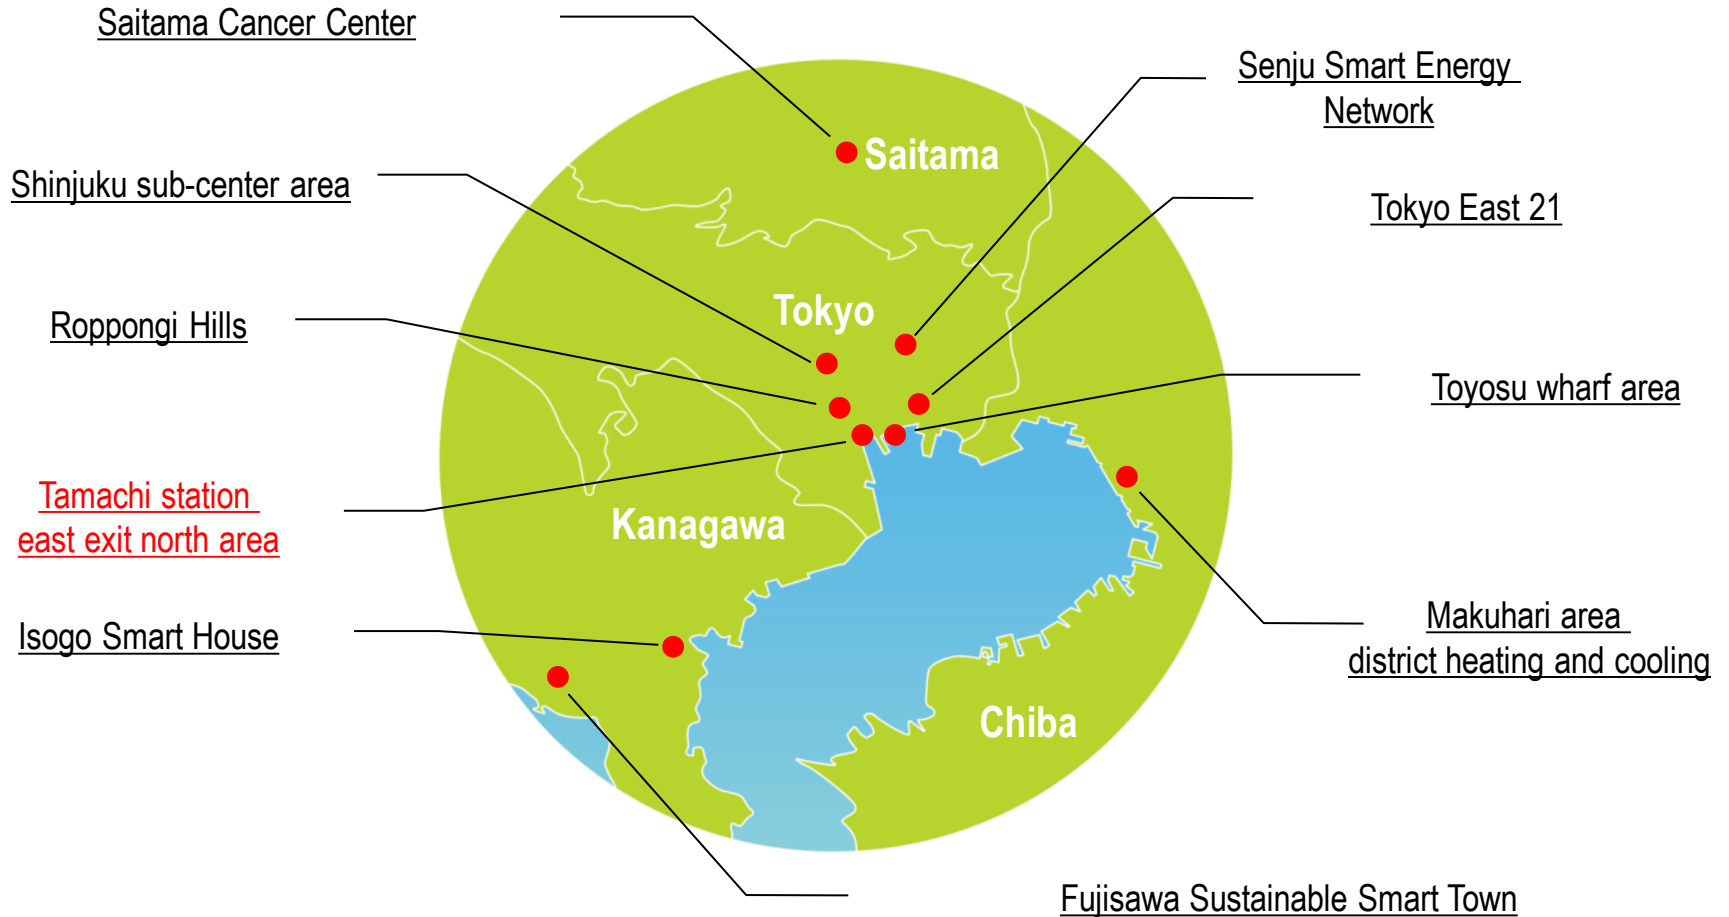 Saitama Cancer Center
Senju Smart Energy
Network
Saitama
Shinjuku sub-center area
Tokyo East 21
Tokyo
Roppongi Hills
Toyosu wharf area
Tamachi station
east exit north area
Kanagawa
Isogo Smart House
Makuhari area
district heating and cooling
Chiba
Fujisawa Sustainable Smart Town